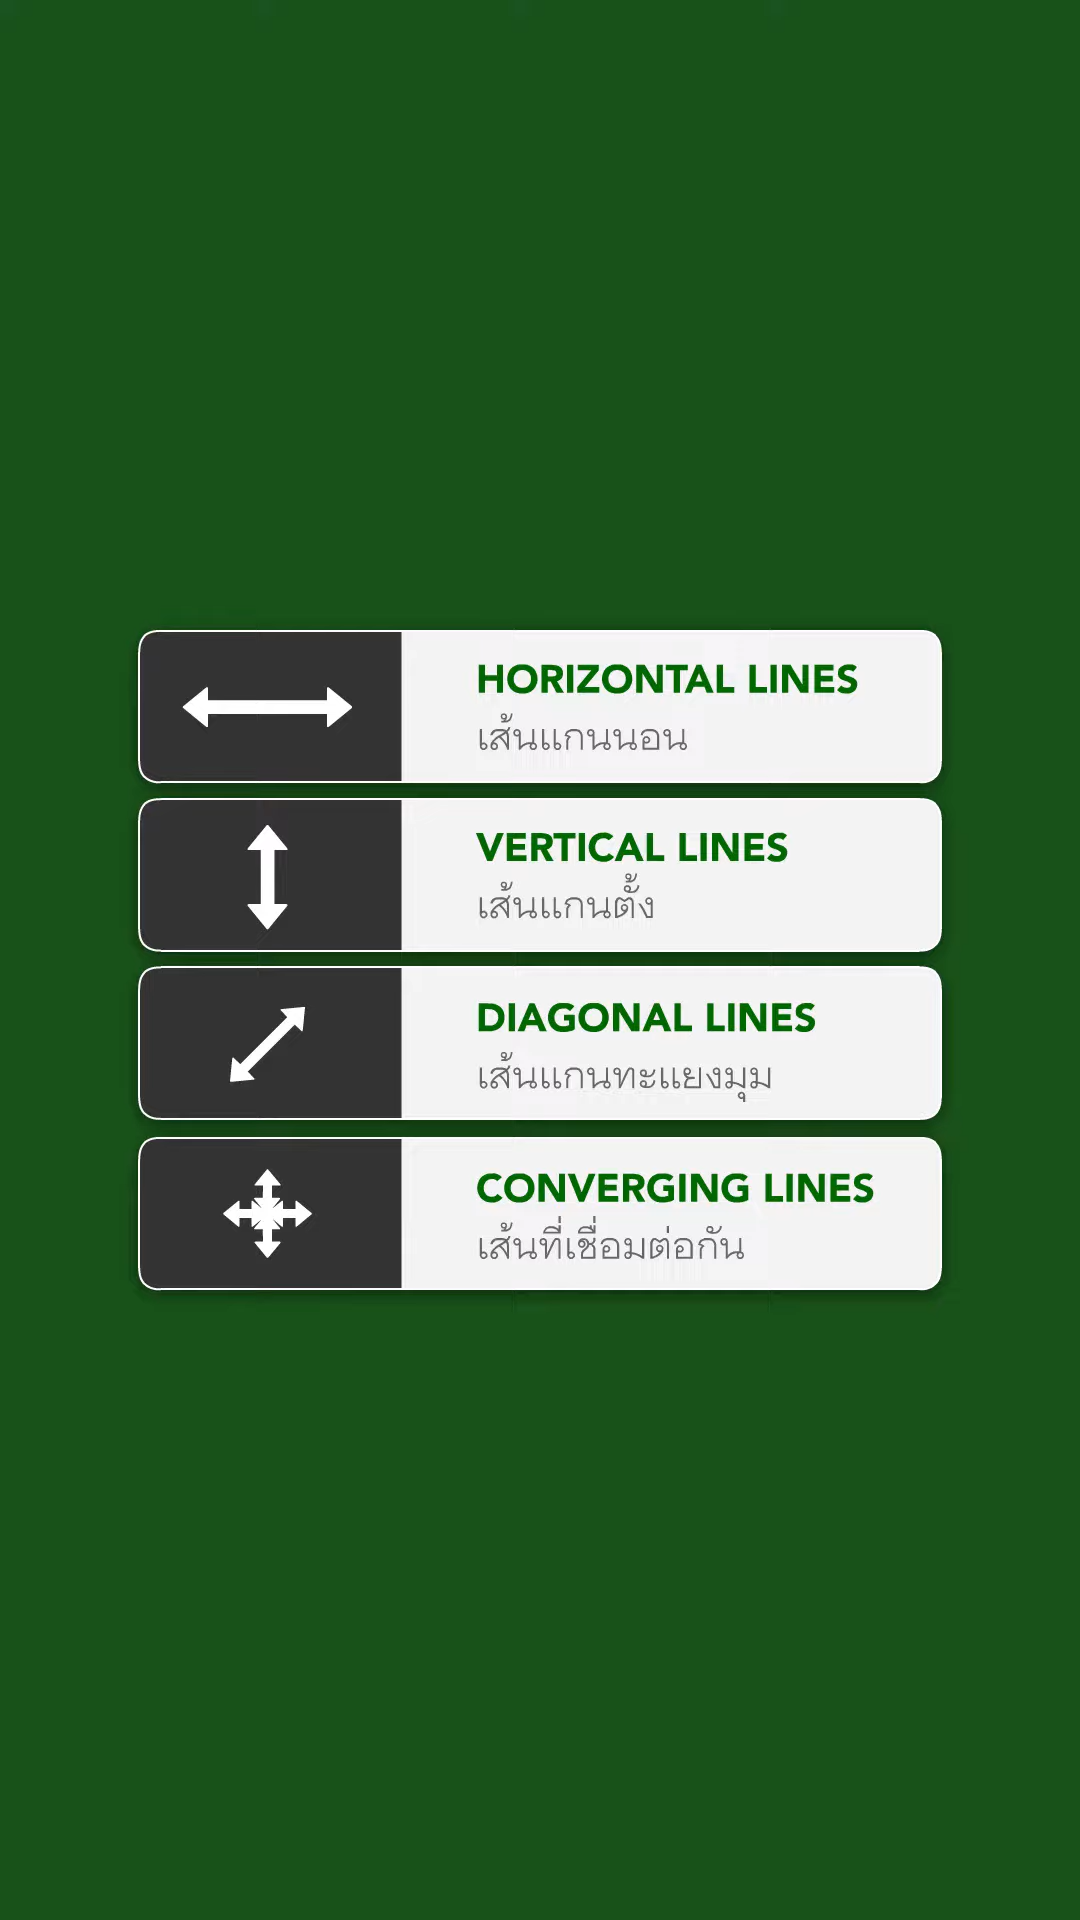 HORIZONTAL LINES
เส้นแกนนอน
VERTICAL LINES
เส้นแกนตั้ง
DIAGONAL LINES
เส้นแกนทะแยงมุม
CONVERGING LINES
เส้นที่เชื่อมต่อกัน